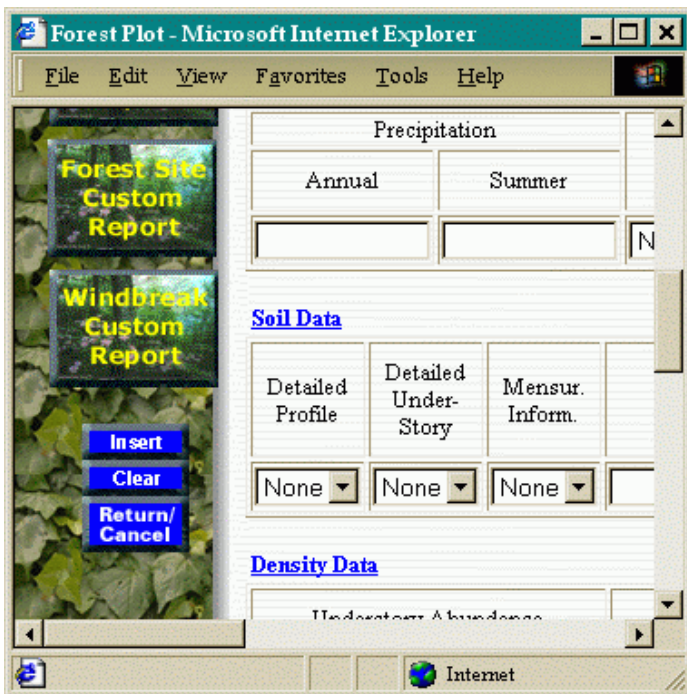 Forest Plot - Microsoft Internet Explorer
File Edit View Favorites Tools Help
Forest Site
Custom
Report
Windbreak
Custom
Report
Insert
Clear
Return/
Cancel
Precipitation
Annual Summer
N
Soil Data
Detailed
Profile
Detailed
Under-
Story
Mensur.
Inform.
None None None
Density Data
Understory Abundance
Internet